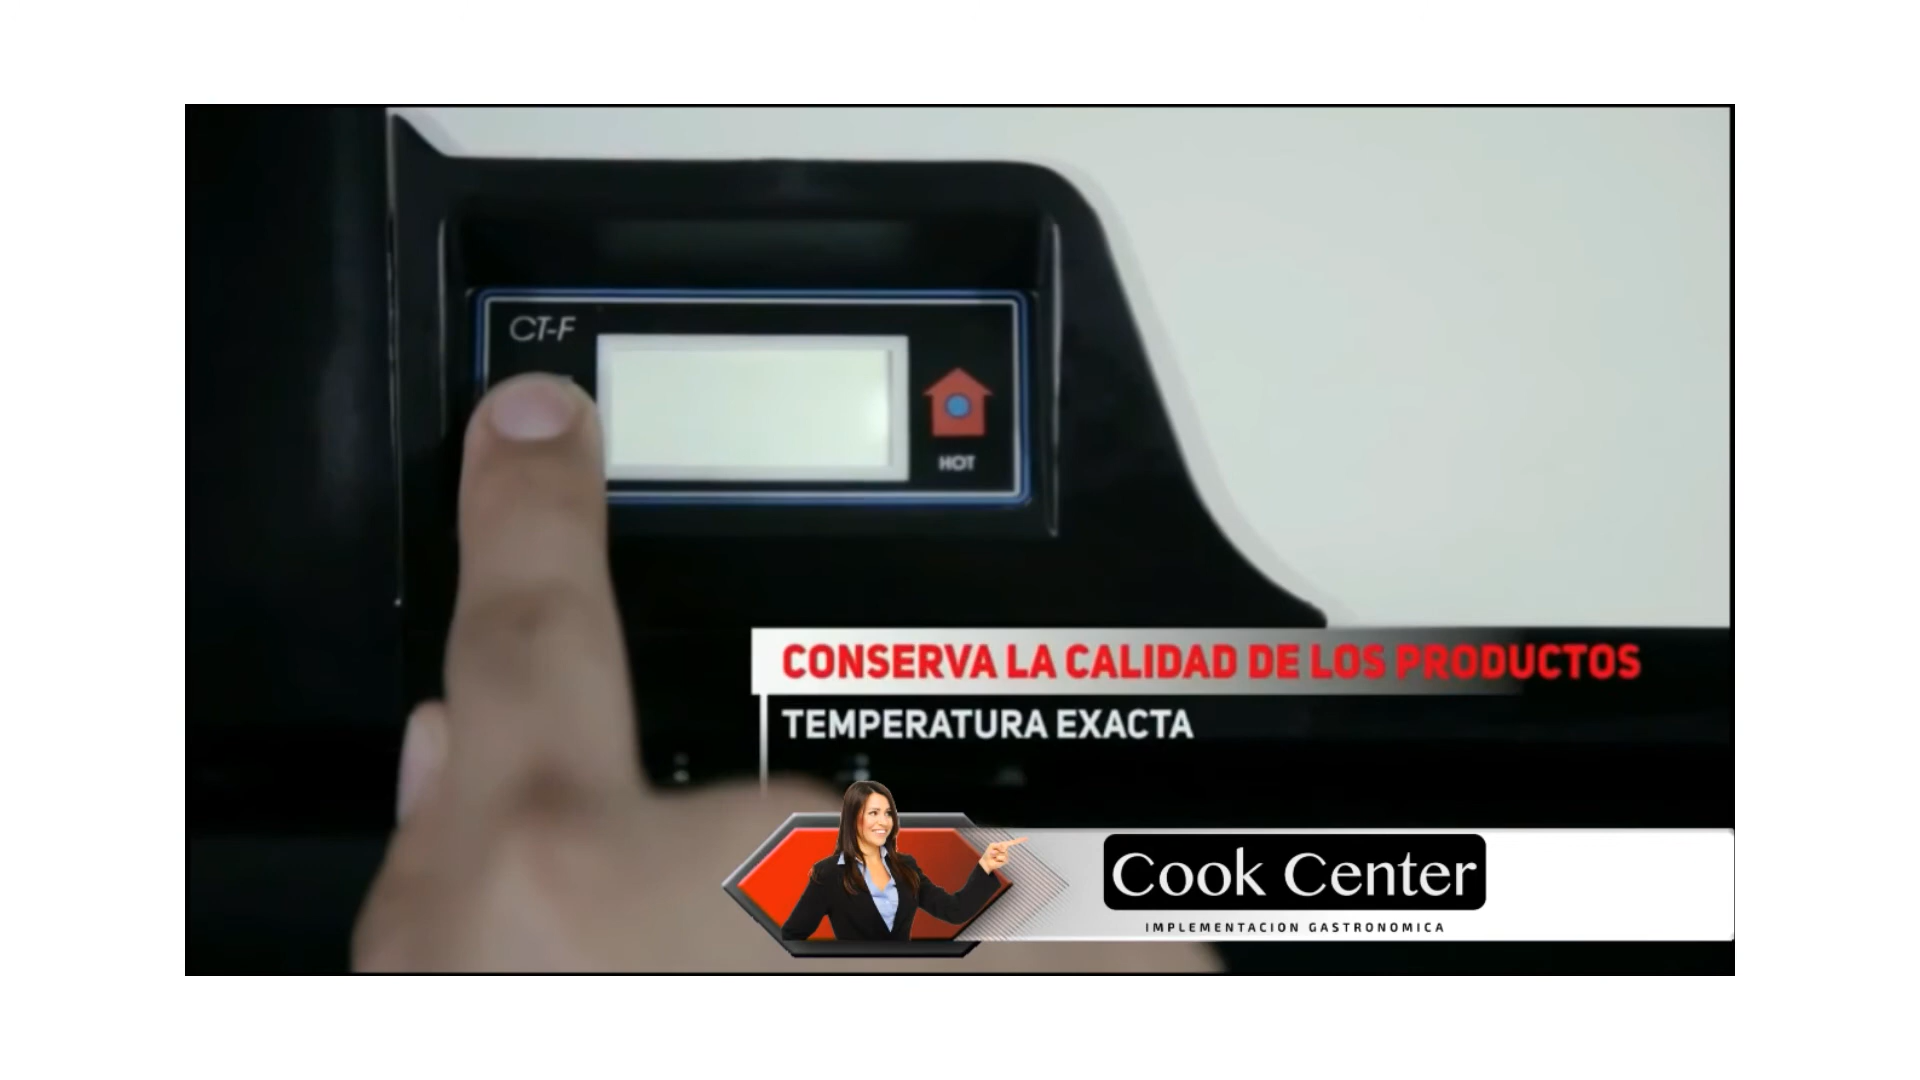 CT-F
HOT
CONSERVA LA CALIDAD DE LOS PRODUCTOS
TEMPERATURA EXACTA
Cook Center
IMPLEMENTACION GASTRONOMICA